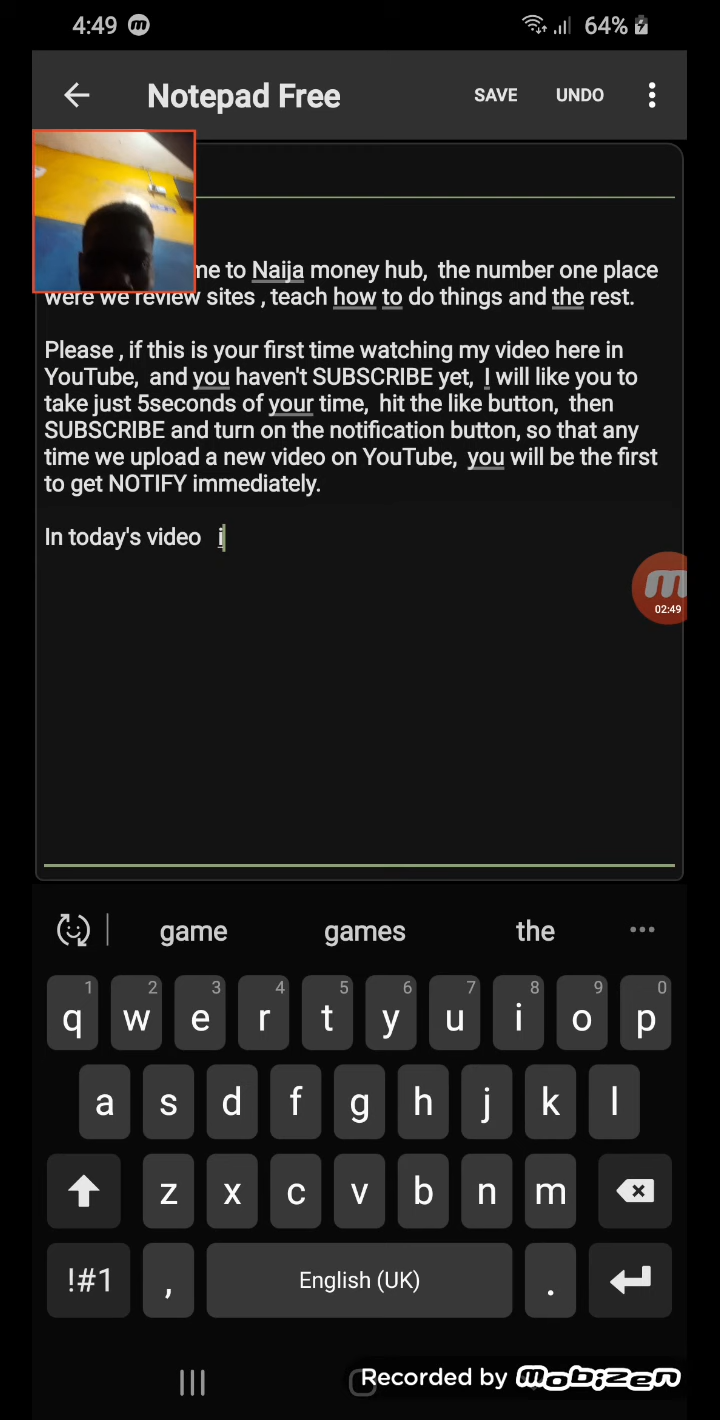 4:49 64%
Notepad Free SAVE UNDO
me to Naija money hub, the number one place
were we review sites , teach how to do things and the rest.
Please , if this is your first time watching my video here in
YouTube, and you haven't SUBSCRIBE yet, I will like you to
take just 5seconds of your time, hit the like button, then
SUBSCRIBE and turn on the notification button, so that any
time we upload a new video on YouTube, you will be the first
to get NOTIFY immediately.
In today's video i
m
02:49
game games the
1 2 3 4 5 6 7 8 9 0
q w e r t y u i o p
a s d f g h j k l
z x c v b n m
!#1 , English (UK) .
Recorded by mobizen